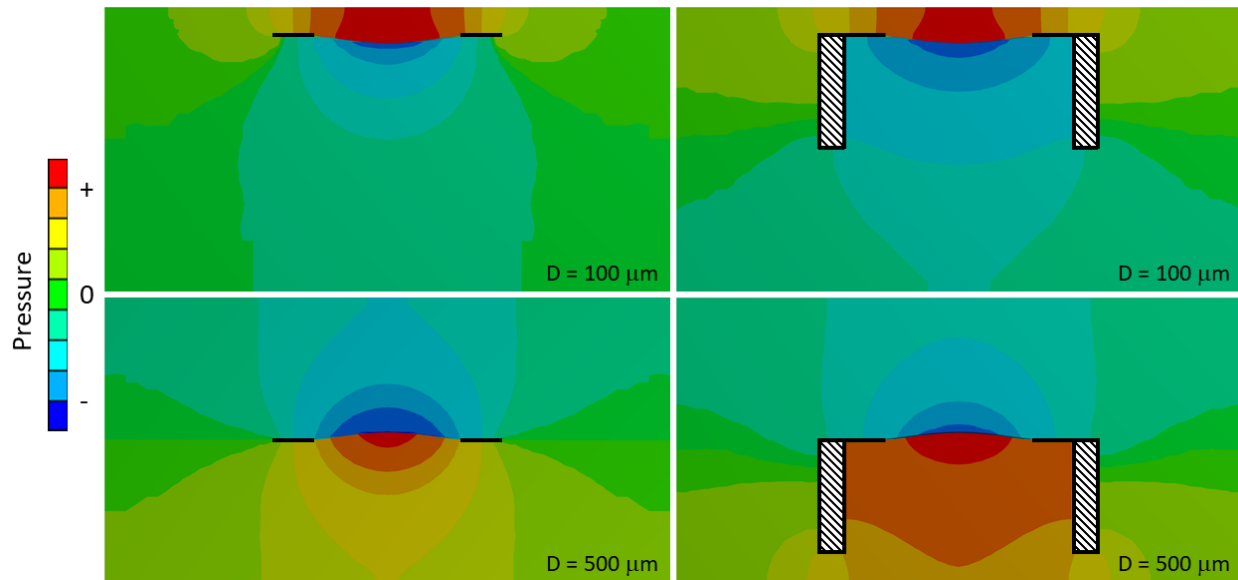 Pressure
+
0
-
D = 100 μm
D = 100 μm
D = 500 μm
D = 500 μm